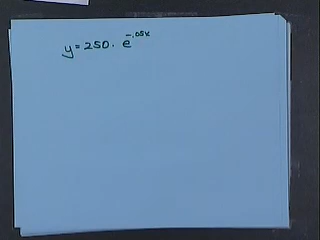 y = 250 · e^{-.05x}